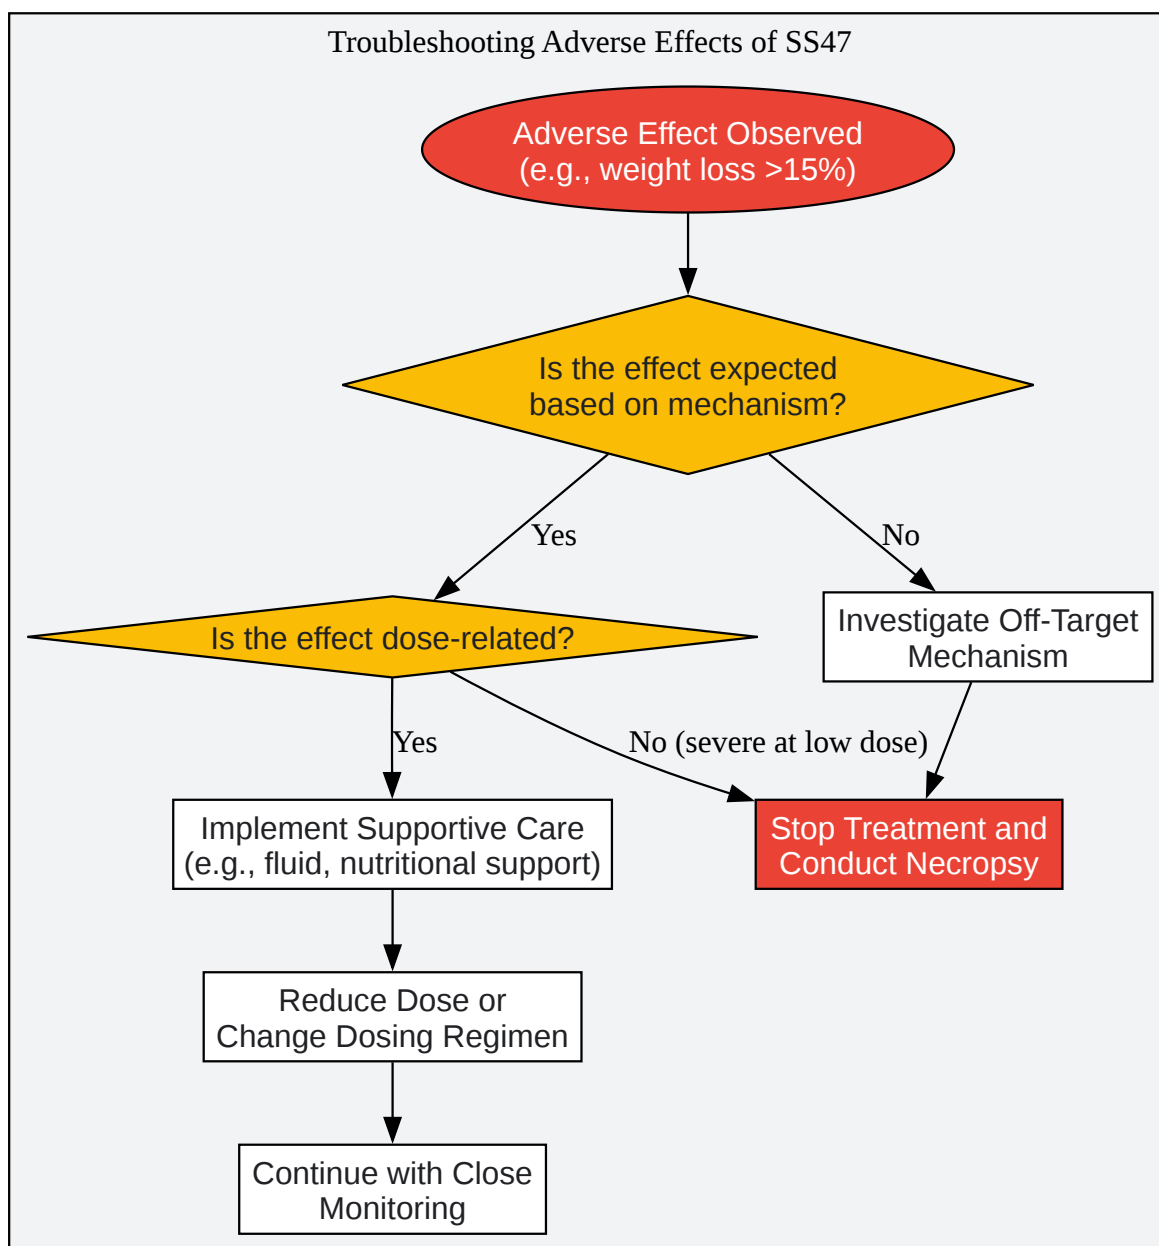 Troubleshooting Adverse Effects of SS47
Adverse Effect Observed
(e.g., weight loss >15%)
Is the effect expected
based on mechanism?
Yes
No
Is the effect dose-related?
Investigate Off-Target
Mechanism
Yes
No (severe at low dose)
Implement Supportive Care
(e.g., fluid, nutritional support)
Stop Treatment and
Conduct Necropsy
Reduce Dose or
Change Dosing Regimen
Continue with Close
Monitoring